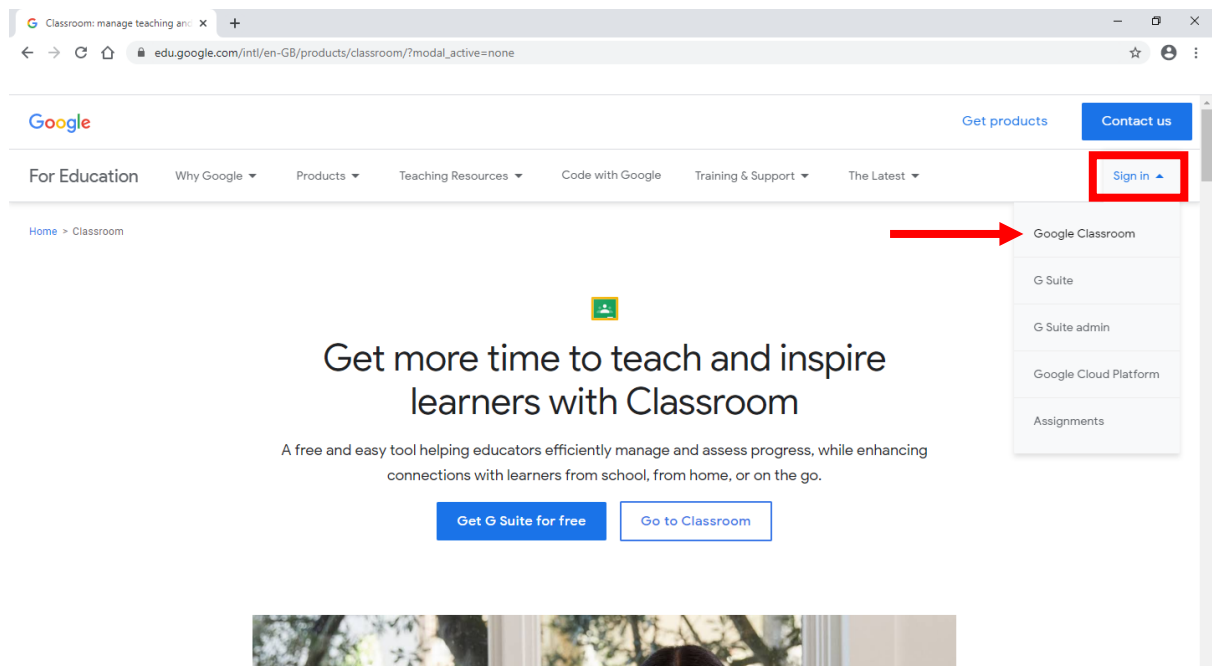 Classroom: manage teaching and
edu.google.com/intl/en-GB/products/classroom/?modal_active=none
Google
Get products
Contact us
For Education
Why Google
Products
Teaching Resources
Code with Google
Training & Support
The Latest
Sign in
Home > Classroom
Google Classroom
G Suite
G Suite admin
Google Cloud Platform
Assignments
Get more time to teach and inspire
learners with Classroom
A free and easy tool helping educators efficiently manage and assess progress, while enhancing
connections with learners from school, from home, or on the go.
Get G Suite for free
Go to Classroom